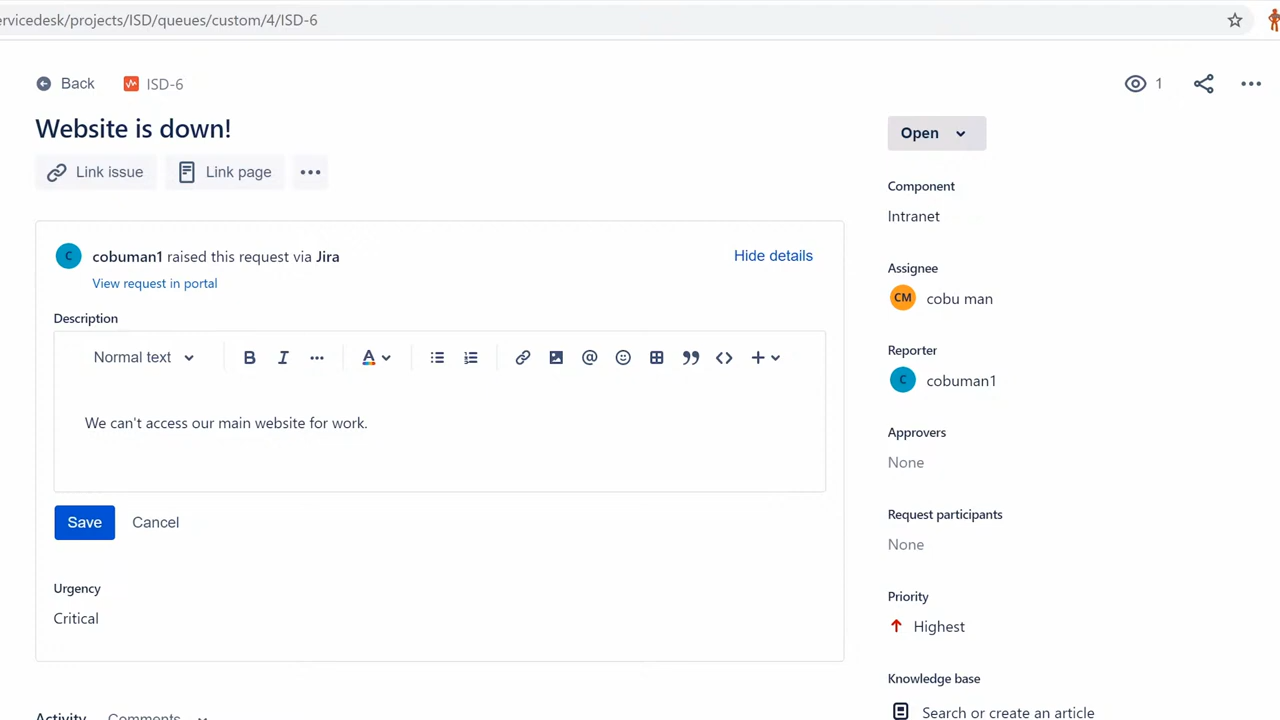 ervicedesk/projects/ISD/queues/custom/4/ISD-6
Back ISD-6
1
Website is down!
Link issue Link page
Open
Component
Intranet
C cobuman1 raised this request via Jira
Hide details
View request in portal
Assignee
CM cobu man
Description
Normal text B I A @
We can't access our main website for work.
Reporter
C cobuman1
Approvers
None
Save Cancel
Request participants
None
Urgency
Critical
Priority
Highest
Knowledge base
Search or create an article
Activity Comments